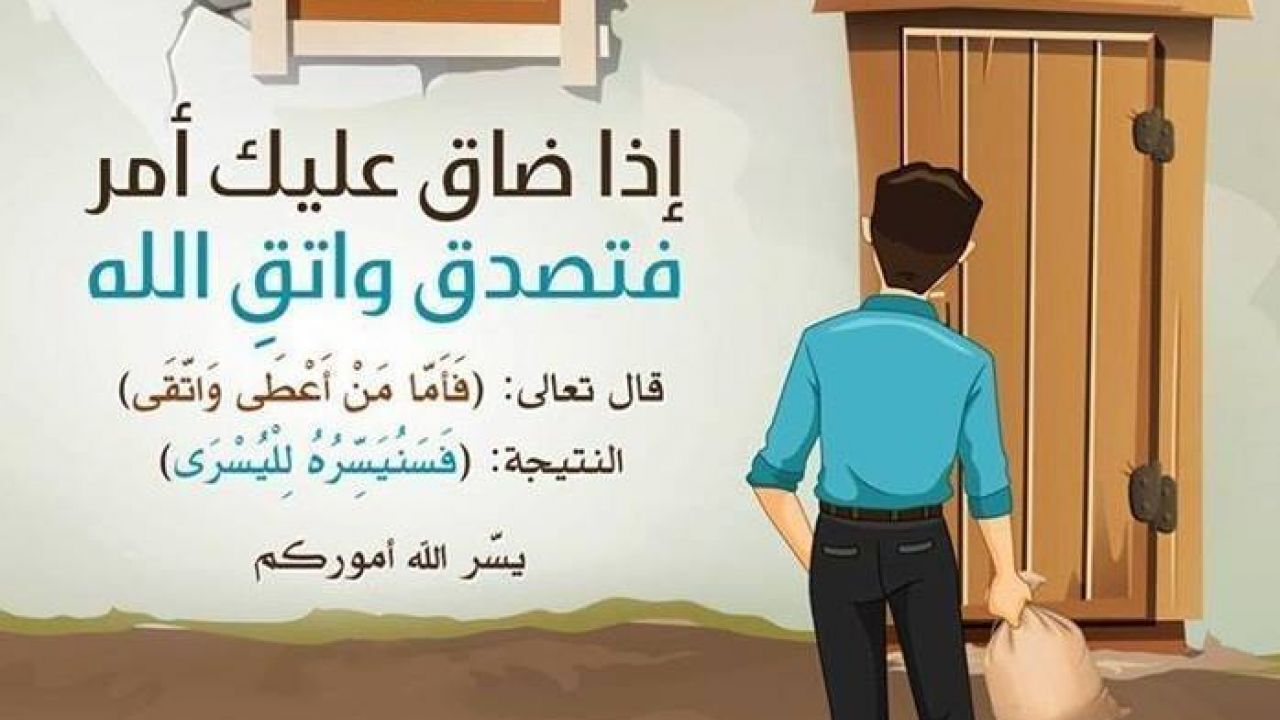 إذا ضاق عليك أمر
فتصدق واتقِ الله
قال تعالى: (فَأَمّا مَنْ أَعْطَى وَاتّقَى)
النتيجة: (فَسَنُيَسِّرُهُ لِلْيُسْرَى)
يسّر الله أموركم